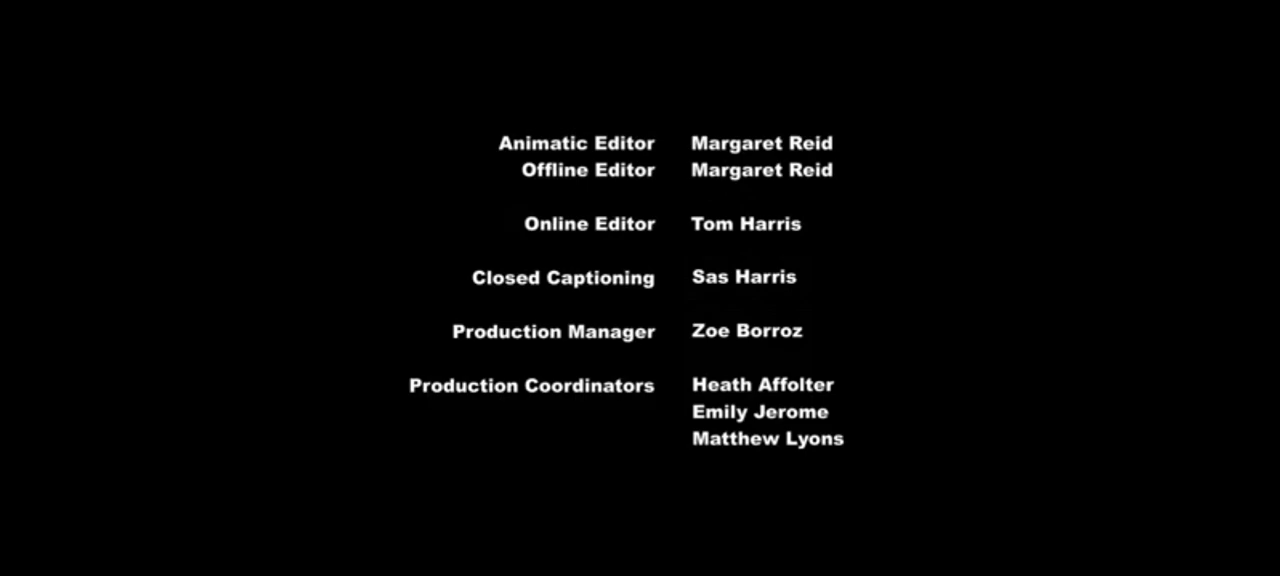 Animatic Editor Margaret Reid
Offline Editor Margaret Reid
Online Editor Tom Harris
Closed Captioning Sas Harris
Production Manager Zoe Borroz
Production Coordinators Heath Affolter
Emily Jerome
Matthew Lyons